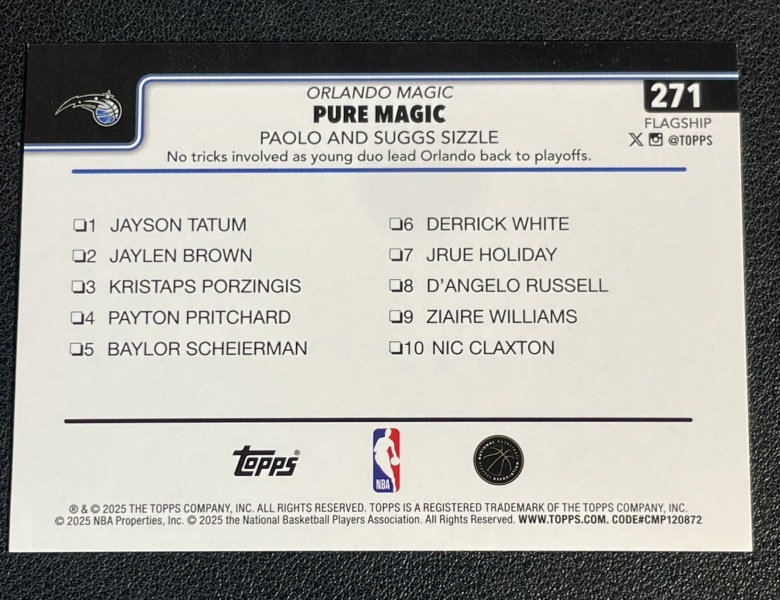 ORLANDO MAGIC
PURE MAGIC
PAOLO AND SUGGS SIZZLE
No tricks involved as young duo lead Orlando back to playoffs.
271
FLAGSHIP
@TOPPS
1 JAYSON TATUM
2 JAYLEN BROWN
3 KRISTAPS PORZINGIS
4 PAYTON PRITCHARD
5 BAYLOR SCHEIERMAN
6 DERRICK WHITE
7 JRUE HOLIDAY
8 D'ANGELO RUSSELL
9 ZIAIRE WILLIAMS
10 NIC CLAXTON
TOPPS®
NBA
® & © 2025 THE TOPPS COMPANY, INC. ALL RIGHTS RESERVED. TOPPS IS A REGISTERED TRADEMARK OF THE TOPPS COMPANY, INC.
© 2025 NBA Properties, Inc. © 2025 the National Basketball Players Association. All Rights Reserved. WWW.TOPPS.COM. CODE#CMP120872